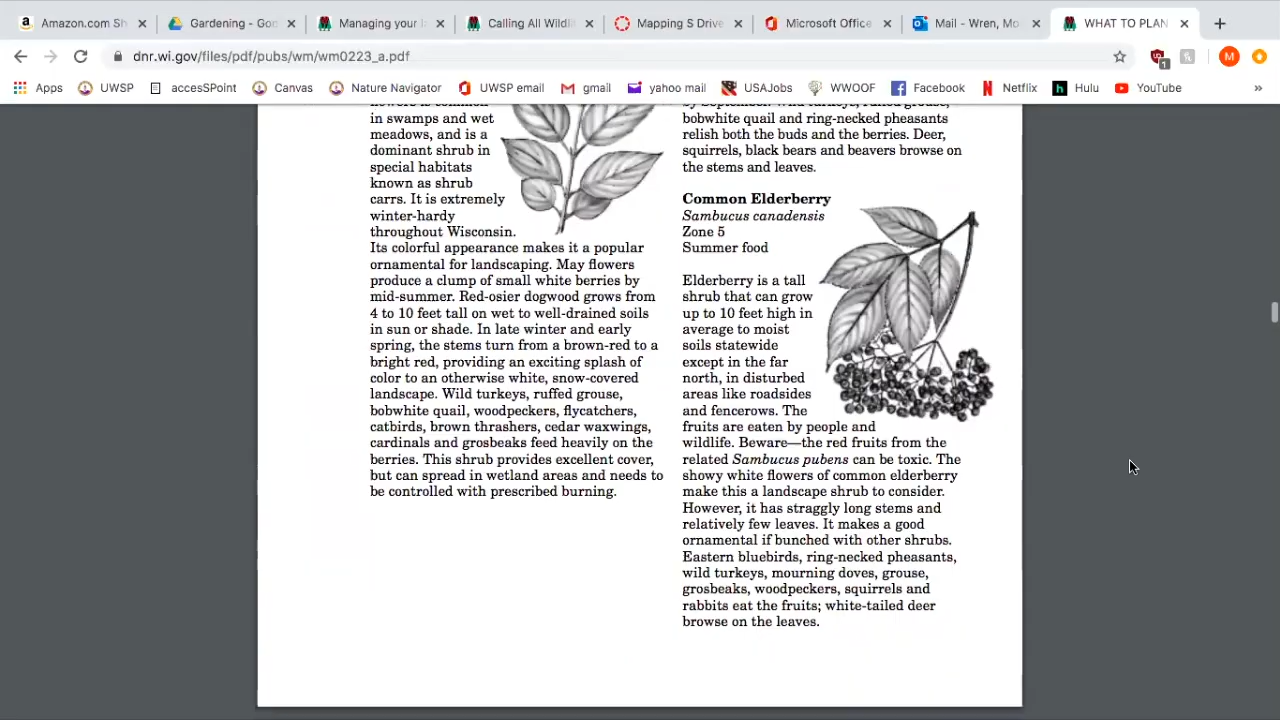 Amazon.com Sh
Gardening - Goo
Managing your l
Calling All Wildl
Mapping S Drive
Microsoft Office
Mail - Wren, Mo
WHAT TO PLAN
dnr.wi.gov/files/pdf/pubs/wm/wm0223_a.pdf
1
M
Apps
UWSP
accesSPoint
Canvas
Nature Navigator
UWSP email
gmail
yahoo mail
USAJobs
WWOOF
Facebook
Netflix
Hulu
YouTube
»
flowers is common
in swamps and wet
meadows, and is a
dominant shrub in
special habitats
known as shrub
carrs. It is extremely
winter-hardy
throughout Wisconsin.
Its colorful appearance makes it a popular
ornamental for landscaping. May flowers
produce a clump of small white berries by
mid-summer. Red-osier dogwood grows from
4 to 10 feet tall on wet to well-drained soils
in sun or shade. In late winter and early
spring, the stems turn from a brown-red to a
bright red, providing an exciting splash of
color to an otherwise white, snow-covered
landscape. Wild turkeys, ruffed grouse,
bobwhite quail, woodpeckers, flycatchers,
catbirds, brown thrashers, cedar waxwings,
cardinals and grosbeaks feed heavily on the
berries. This shrub provides excellent cover,
but can spread in wetland areas and needs to
be controlled with prescribed burning.
by September. Wild turkeys, ruffed grouse,
bobwhite quail and ring-necked pheasants
relish both the buds and the berries. Deer,
squirrels, black bears and beavers browse on
the stems and leaves.
Common Elderberry
Sambucus canadensis
Zone 5
Summer food
Elderberry is a tall
shrub that can grow
up to 10 feet high in
average to moist
soils statewide
except in the far
north, in disturbed
areas like roadsides
and fencerows. The
fruits are eaten by people and
wildlife. Beware—the red fruits from the
related Sambucus pubens can be toxic. The
showy white flowers of common elderberry
make this a landscape shrub to consider.
However, it has straggly long stems and
relatively few leaves. It makes a good
ornamental if bunched with other shrubs.
Eastern bluebirds, ring-necked pheasants,
wild turkeys, mourning doves, grouse,
grosbeaks, woodpeckers, squirrels and
rabbits eat the fruits; white-tailed deer
browse on the leaves.